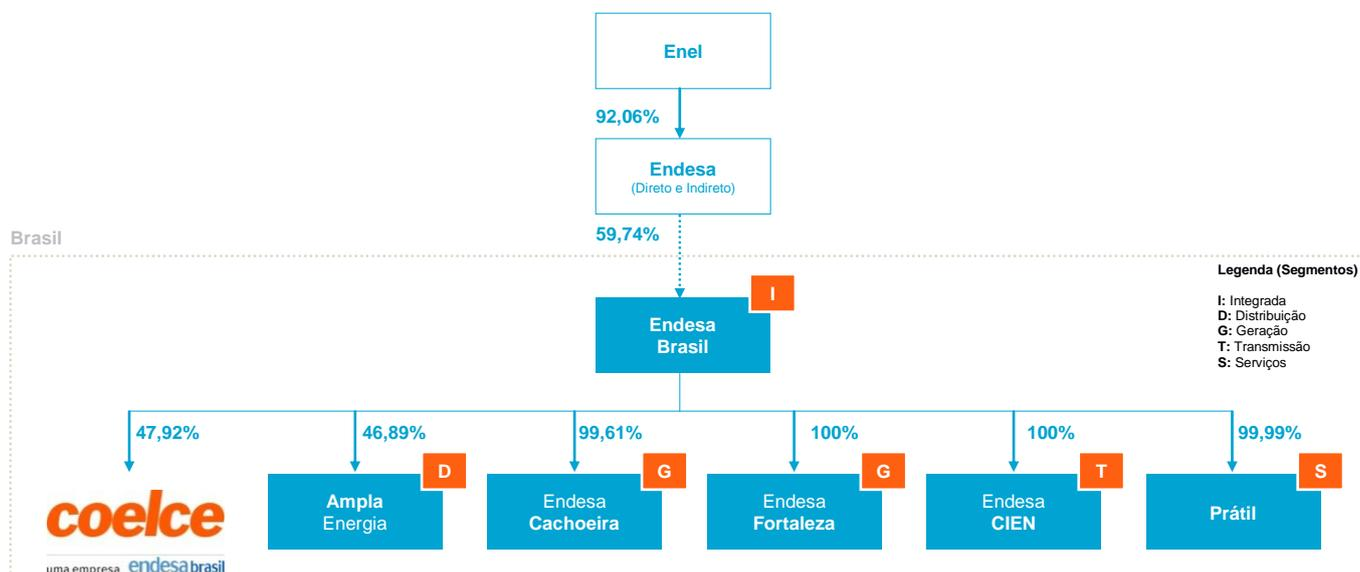 Enel
92,06%
Endesa
(Direto e Indireto)
59,74%
Brasil
Legenda (Segmentos)
I: Integrada
D: Distribuição
G: Geração
T: Transmissão
S: Serviços
I
Endesa
Brasil
47,92%
46,89%
99,61%
100%
100%
99,99%
coelce
uma empresa endesa brasil
D
Ampla
Energia
G
Endesa
Cachoeira
G
Endesa
Fortaleza
T
Endesa
CIEN
S
Prátil